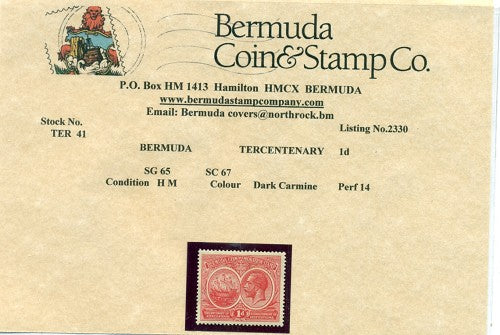 Bermuda
Coin&Stamp Co.
P.O. Box HM 1413 Hamilton HMCX BERMUDA
www.bermudastampcompany.com
Email: Bermuda covers@northrock.bm
Stock No.
TER 41
Listing No.2330
BERMUDA TERCENTENARY 1d
SG 65 SC 67
Condition H M Colour Dark Carmine Perf 14
1d